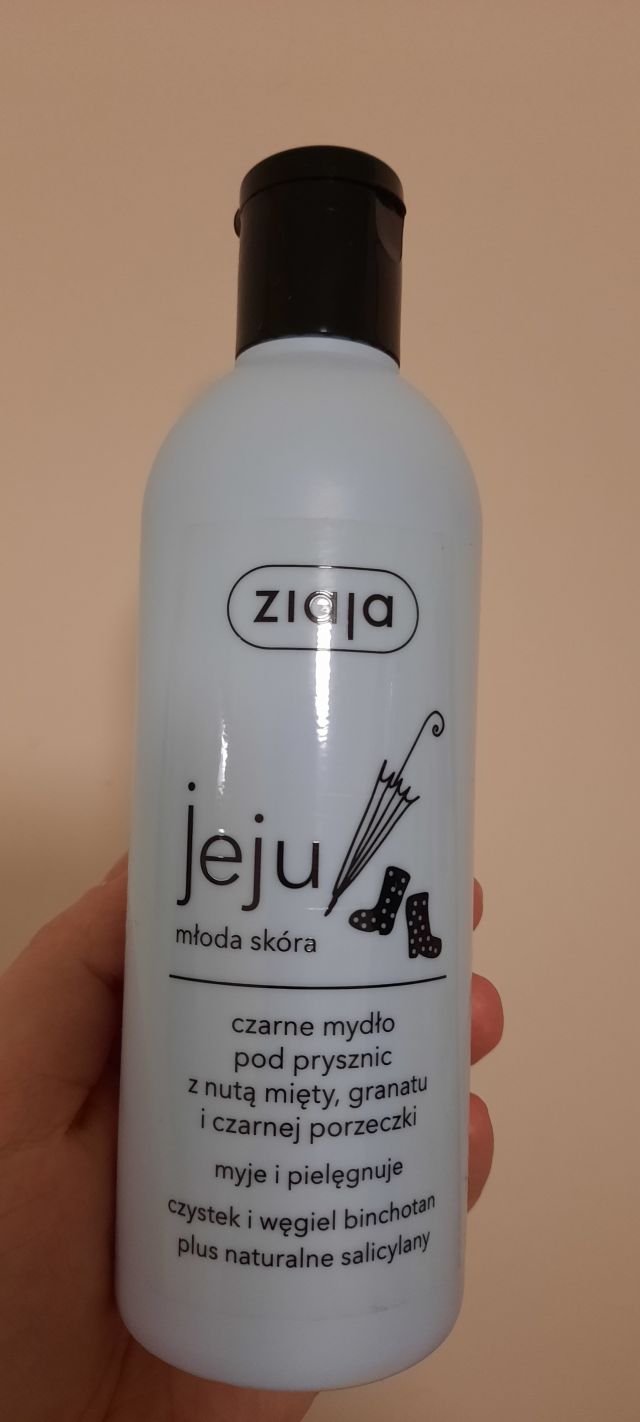 ziaja
jeju
młoda skóra
czarne mydło
pod prysznic
z nutą mięty, granatu
i czarnej porzeczki
myje i pielęgnuje
czystek i węgiel binchotan
plus naturalne salicylany